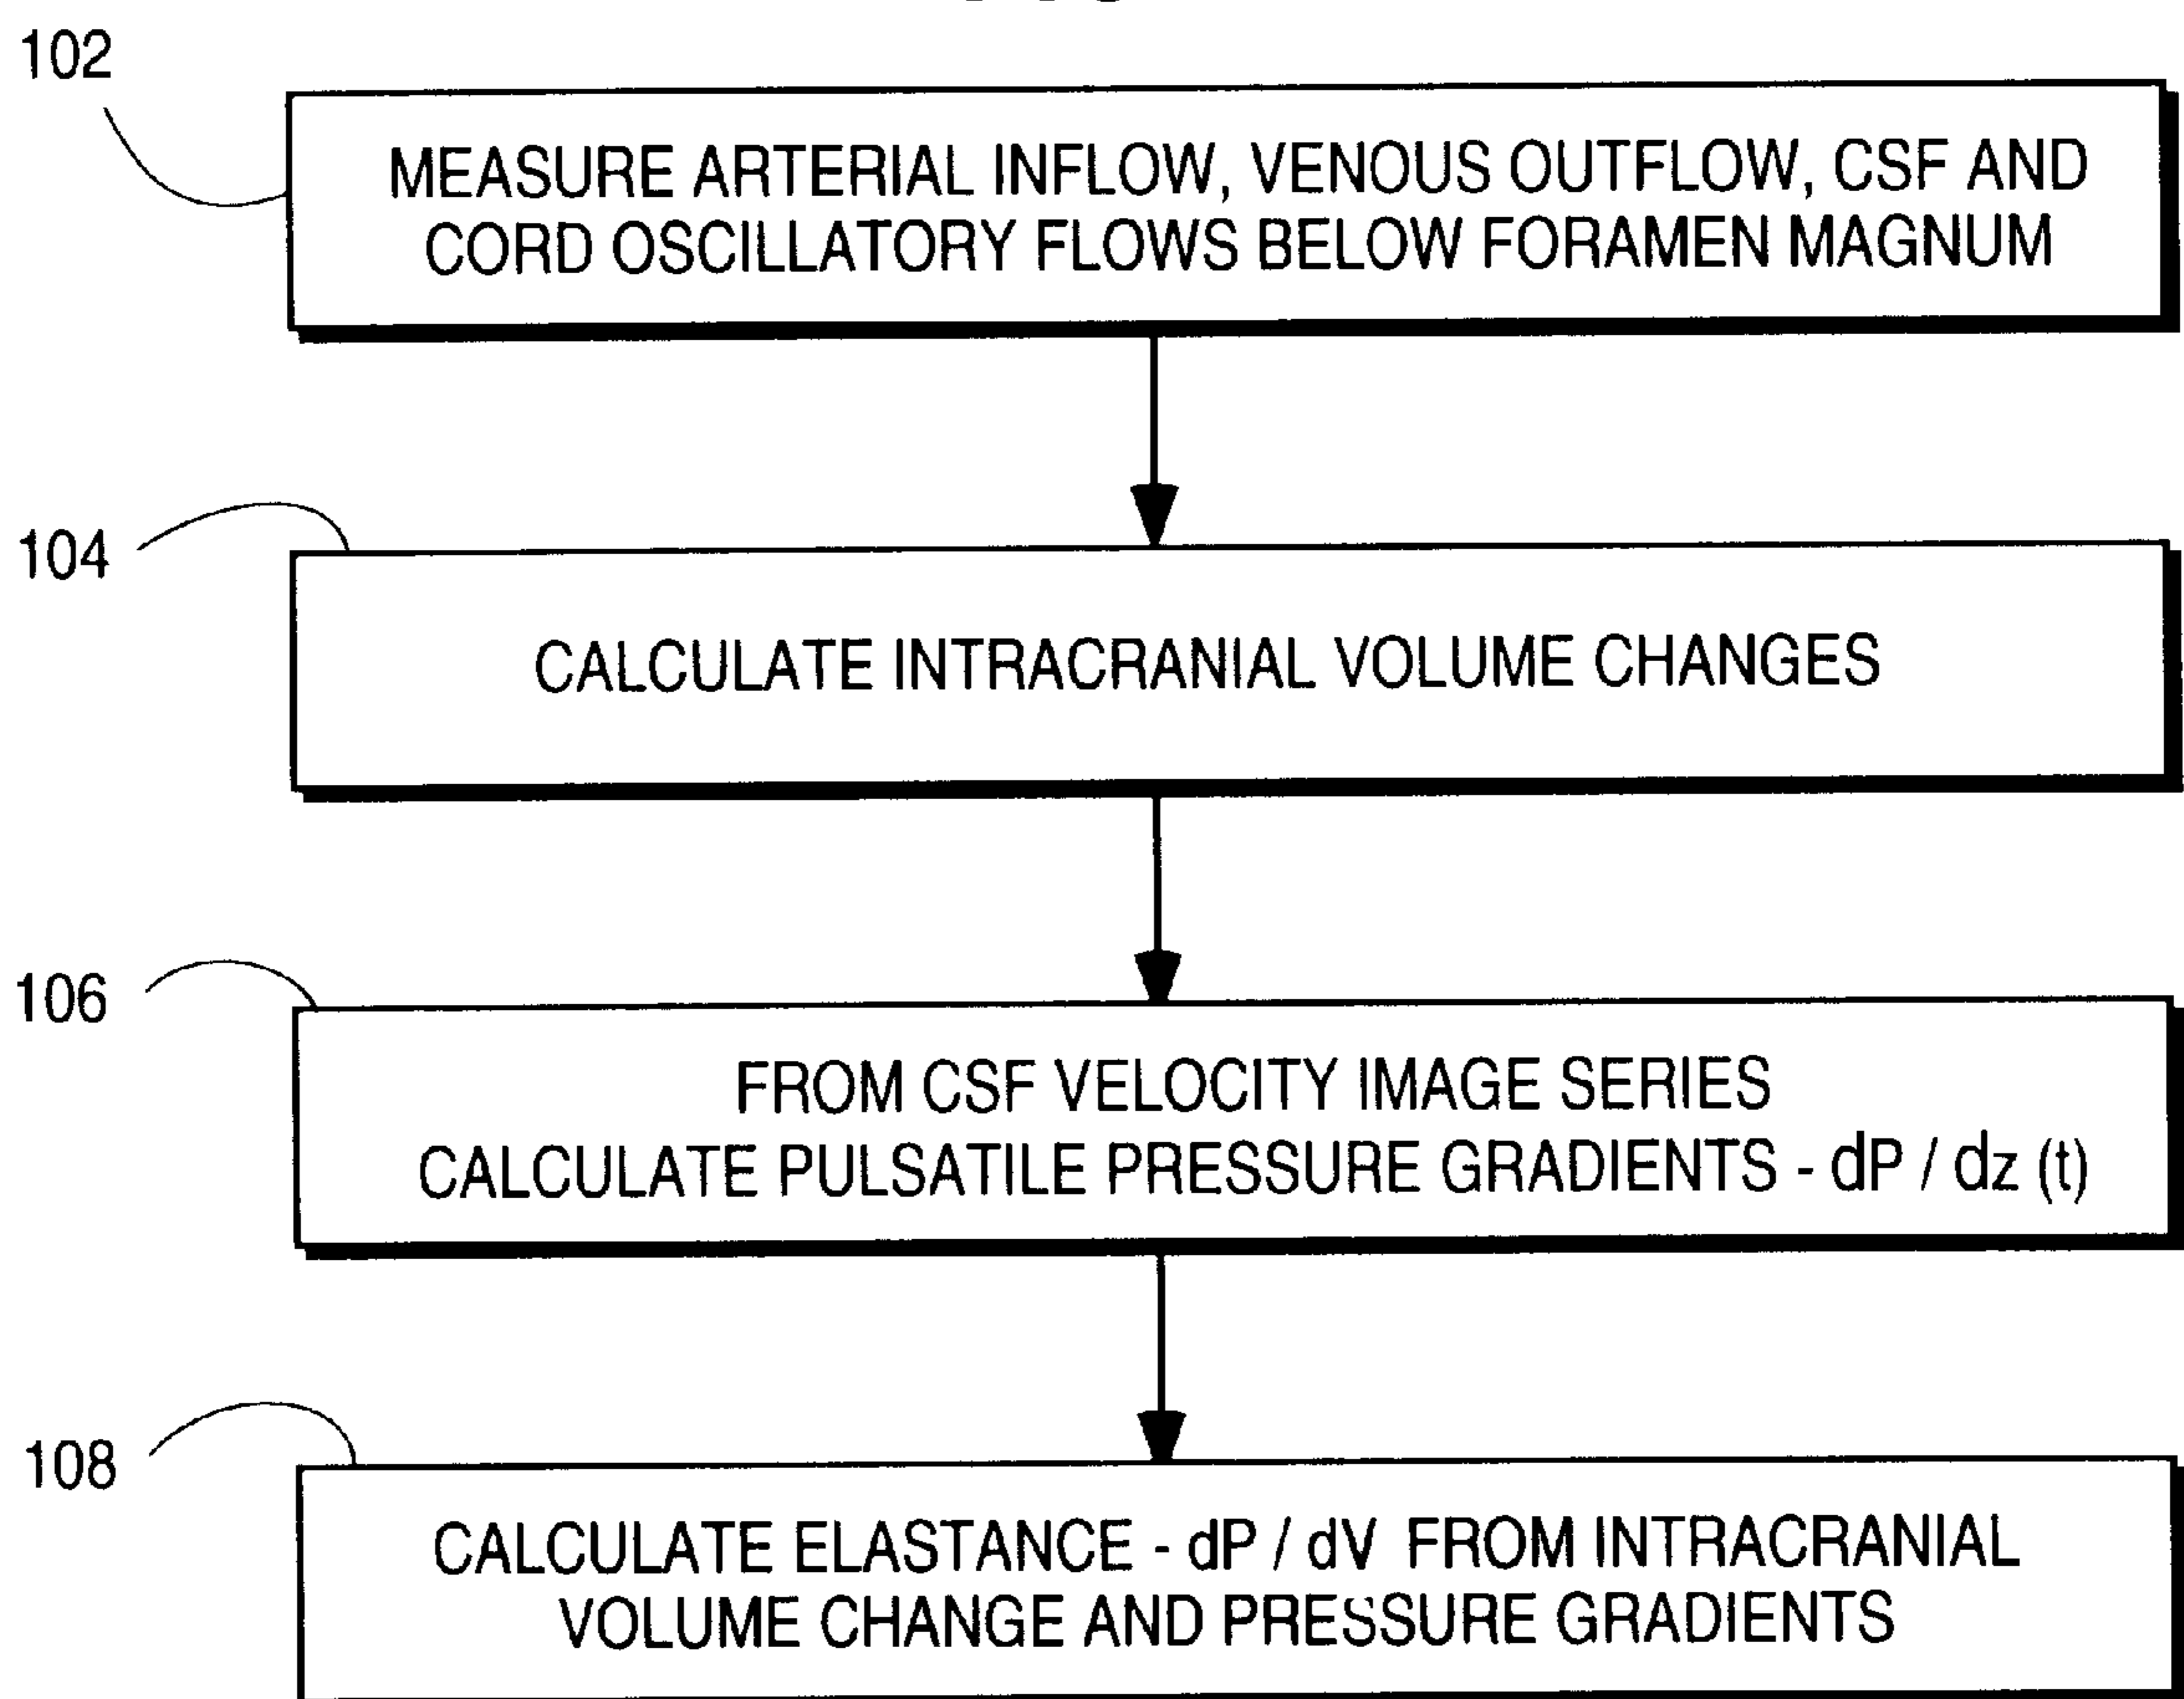 102
MEASURE ARTERIAL INFLOW, VENOUS OUTFLOW, CSF AND
CORD OSCILLATORY FLOWS BELOW FORAMEN MAGNUM
104
CALCULATE INTRACRANIAL VOLUME CHANGES
106
FROM CSF VELOCITY IMAGE SERIES
CALCULATE PULSATILE PRESSURE GRADIENTS - dP / dz (t)
108
CALCULATE ELASTANCE - dP / dV FROM INTRACRANIAL
VOLUME CHANGE AND PRESSURE GRADIENTS